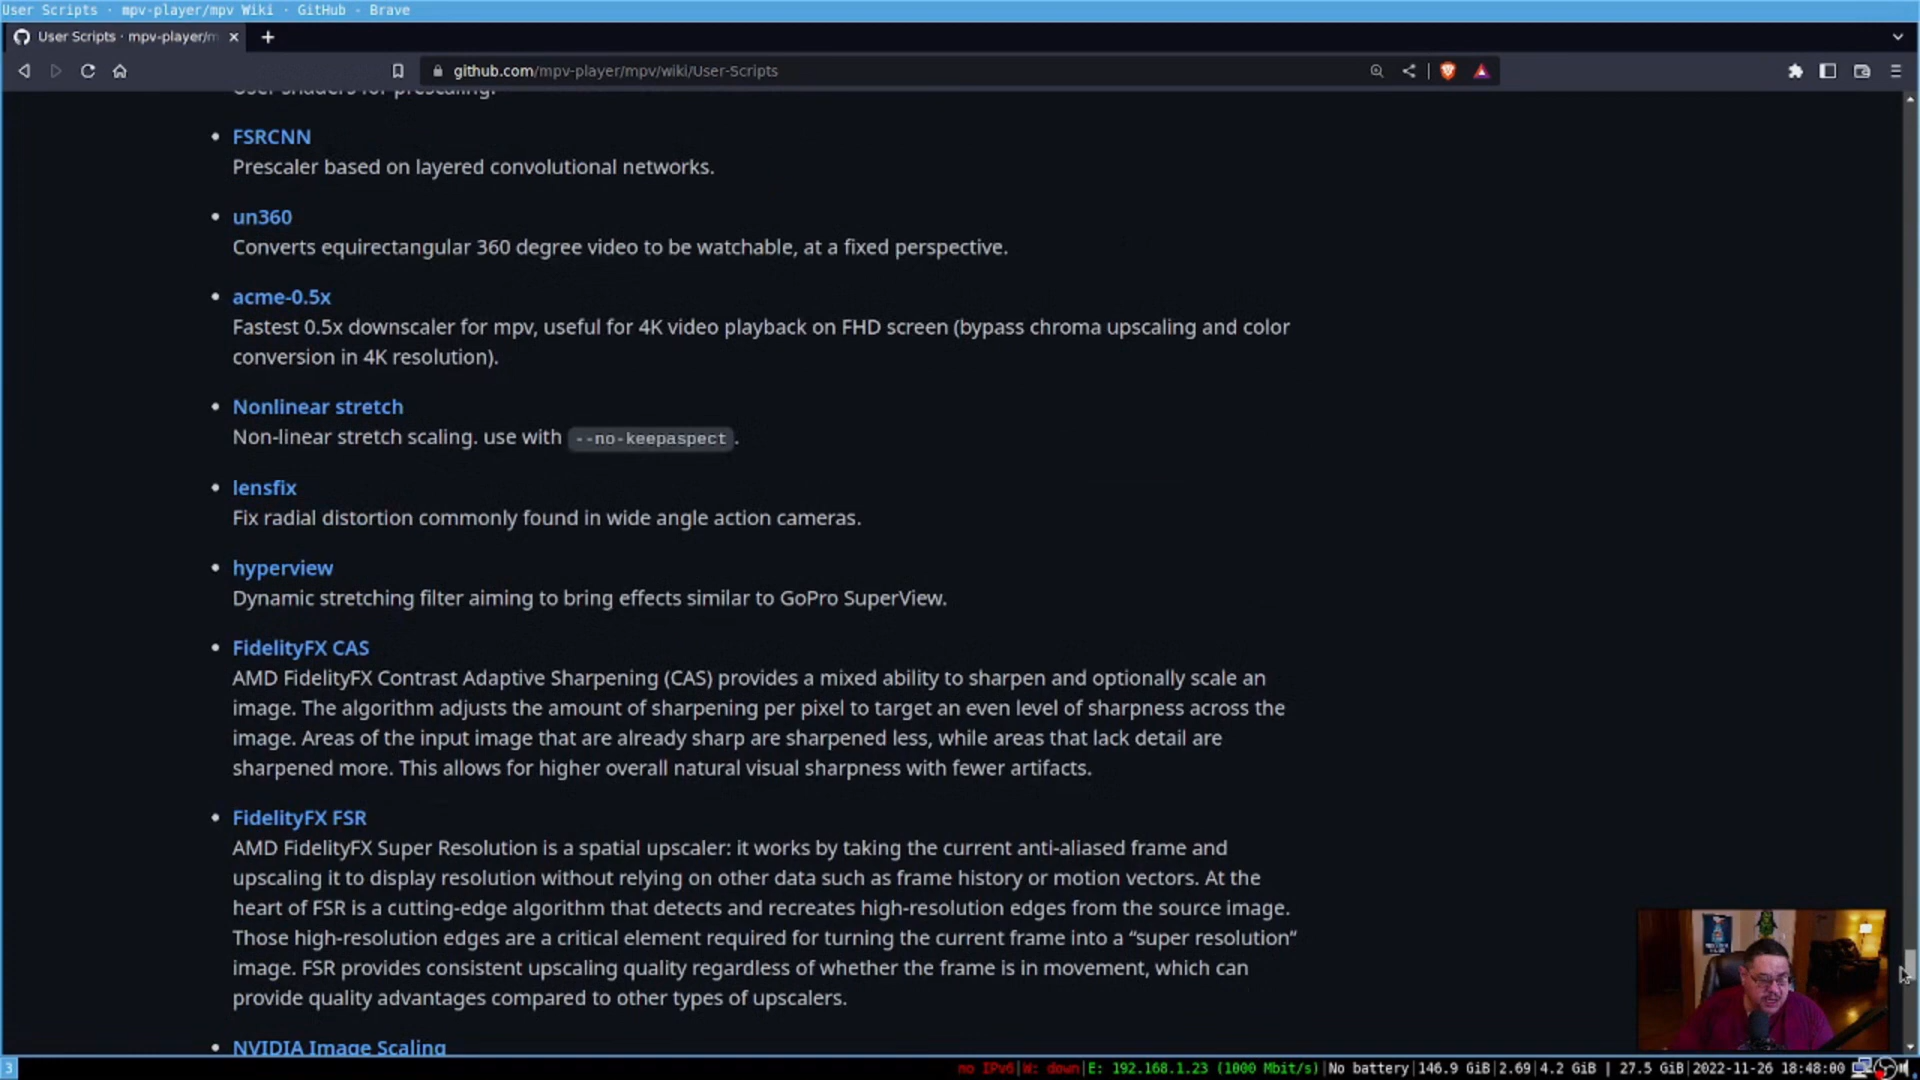 User Scripts · mpv-player/mpv Wiki · GitHub - Brave
User Scripts · mpv-player/m
github.com/mpv-player/mpv/wiki/User-Scripts
User shaders for prescaling.
• FSRCNN
Prescaler based on layered convolutional networks.
• un360
Converts equirectangular 360 degree video to be watchable, at a fixed perspective.
• acme-0.5x
Fastest 0.5x downscaler for mpv, useful for 4K video playback on FHD screen (bypass chroma upscaling and color
conversion in 4K resolution).
• Nonlinear stretch
Non-linear stretch scaling. use with --no-keepaspect.
• lensfix
Fix radial distortion commonly found in wide angle action cameras.
• hyperview
Dynamic stretching filter aiming to bring effects similar to GoPro SuperView.
• FidelityFX CAS
AMD FidelityFX Contrast Adaptive Sharpening (CAS) provides a mixed ability to sharpen and optionally scale an
image. The algorithm adjusts the amount of sharpening per pixel to target an even level of sharpness across the
image. Areas of the input image that are already sharp are sharpened less, while areas that lack detail are
sharpened more. This allows for higher overall natural visual sharpness with fewer artifacts.
• FidelityFX FSR
AMD FidelityFX Super Resolution is a spatial upscaler: it works by taking the current anti-aliased frame and
upscaling it to display resolution without relying on other data such as frame history or motion vectors. At the
heart of FSR is a cutting-edge algorithm that detects and recreates high-resolution edges from the source image.
Those high-resolution edges are a critical element required for turning the current frame into a “super resolution“
image. FSR provides consistent upscaling quality regardless of whether the frame is in movement, which can
provide quality advantages compared to other types of upscalers.
• NVIDIA Image Scaling
3 no IPv6|W: down|E: 192.168.1.23 (1000 Mbit/s)|No battery|146.9 GiB|2.69|4.2 GiB | 27.5 GiB|2022-11-26 18:48:00